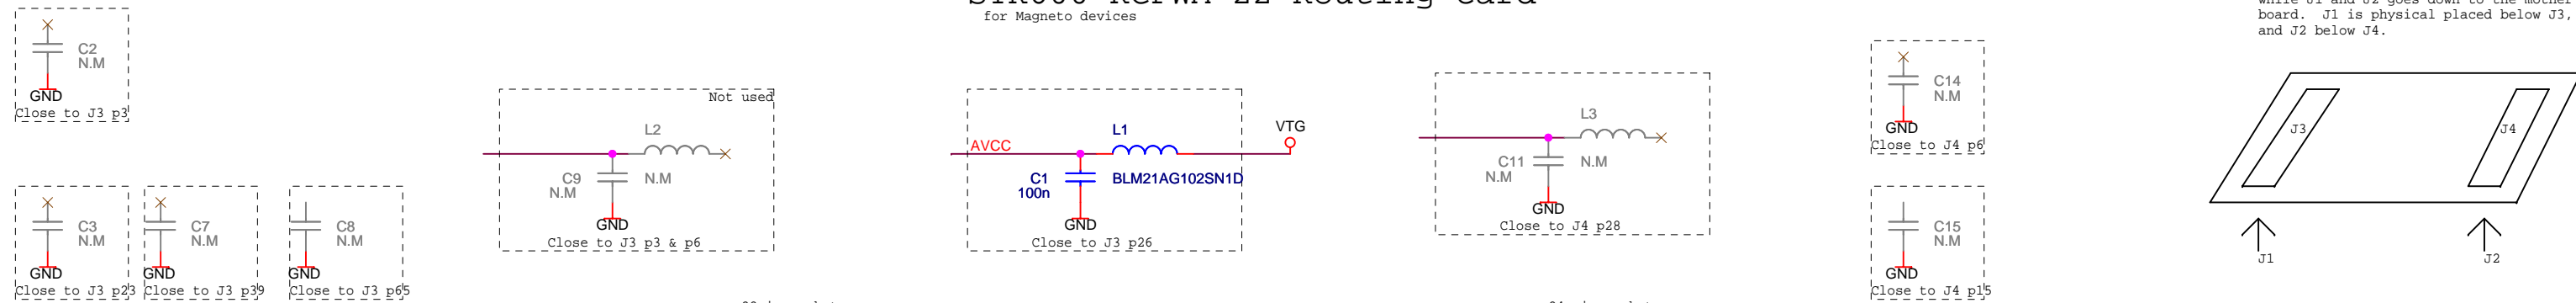 for Magneto devices
board. J1 is physical placed below J3,
and J2 below J4.
C2
N.M
GND
Close to J3 p3
Not used
L2
C9
N.M
N.M
GND
Close to J3 p3 & p6
AVCC
L1
VTG
C1
100n
BLM21AG102SN1D
GND
Close to J3 p26
L3
C11
N.M
N.M
GND
Close to J4 p28
C14
N.M
GND
Close to J4 p6
J3
J4
C3
N.M
GND
Close to J3 p23
C7
N.M
GND
Close to J3 p39
C8
N.M
GND
Close to J3 p65
C15
N.M
GND
Close to J4 p15
J1
J2